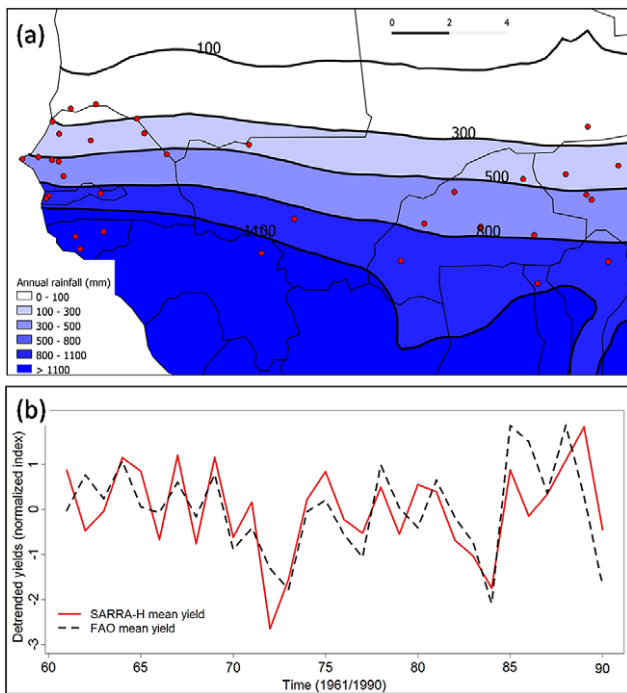 (a)
0 2 4
100
300
500
800
1100
Annual rainfall (mm)
0 - 100
100 - 300
300 - 500
500 - 800
800 - 1100
> 1100
(b)
Detrended yields (normalized index)
1
0
-1
-2
-3
SARRA-H mean yield
FAO mean yield
60 65 70 75 80 85 90
Time (1961/1990)